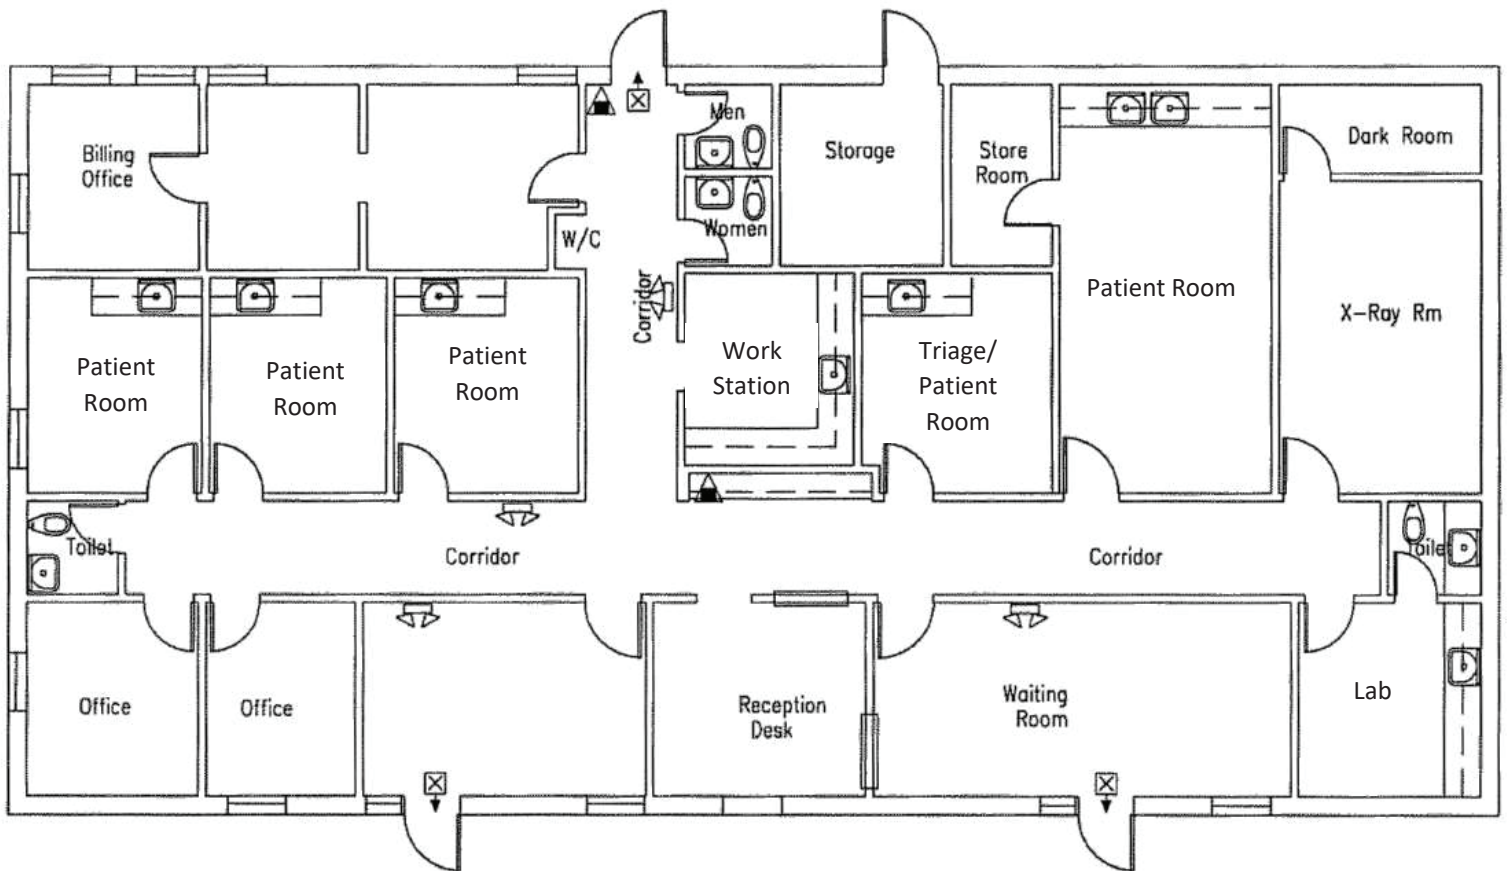 Billing
Office
W/C
Men
Women
Storage
Store
Room
Patient Room
Dark Room
X-Ray Rm
Patient
Room
Patient
Room
Patient
Room
Corridor
Work
Station
Triage/
Patient
Room
Toilet
Corridor
Corridor
Toilet
Office
Office
Reception
Desk
Waiting
Room
Lab